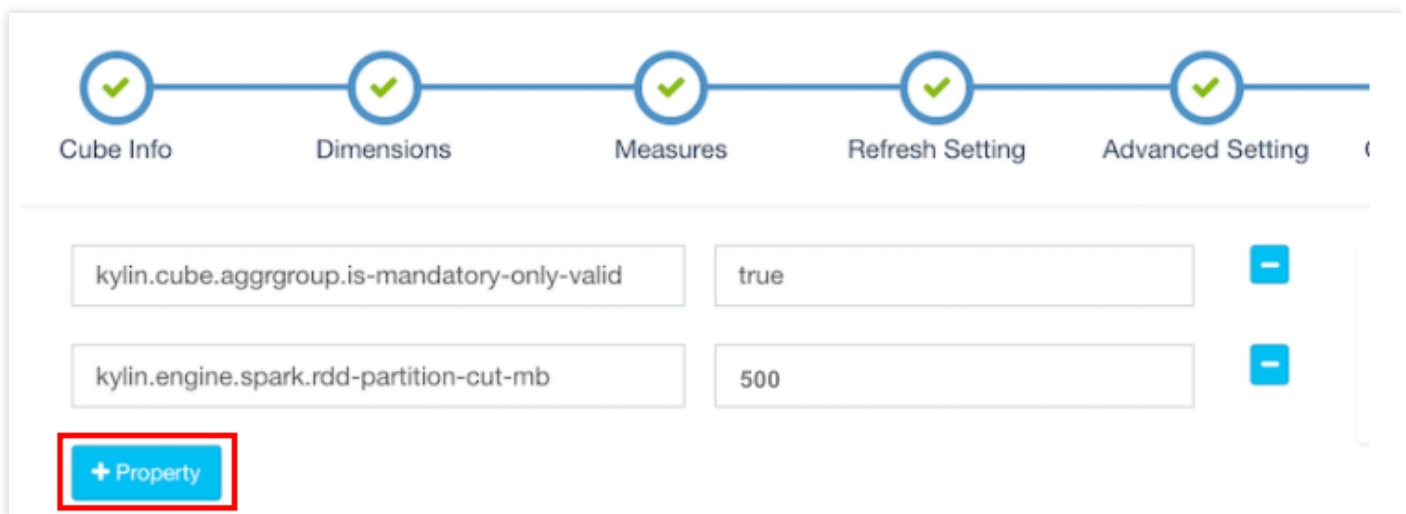 Cube Info Dimensions Measures Refresh Setting Advanced Setting
kylin.cube.aggrgroup.is-mandatory-only-valid true
kylin.engine.spark.rdd-partition-cut-mb 500
+ Property